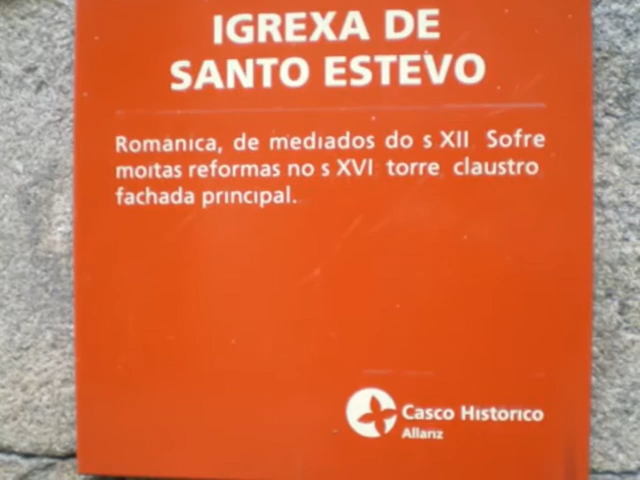 IGREXA DE
SANTO ESTEVO
Romanica, de mediados do s XII Sofre
moitas reformas no s XVI torre claustro
fachada principal.
Casco Historico
Allariz